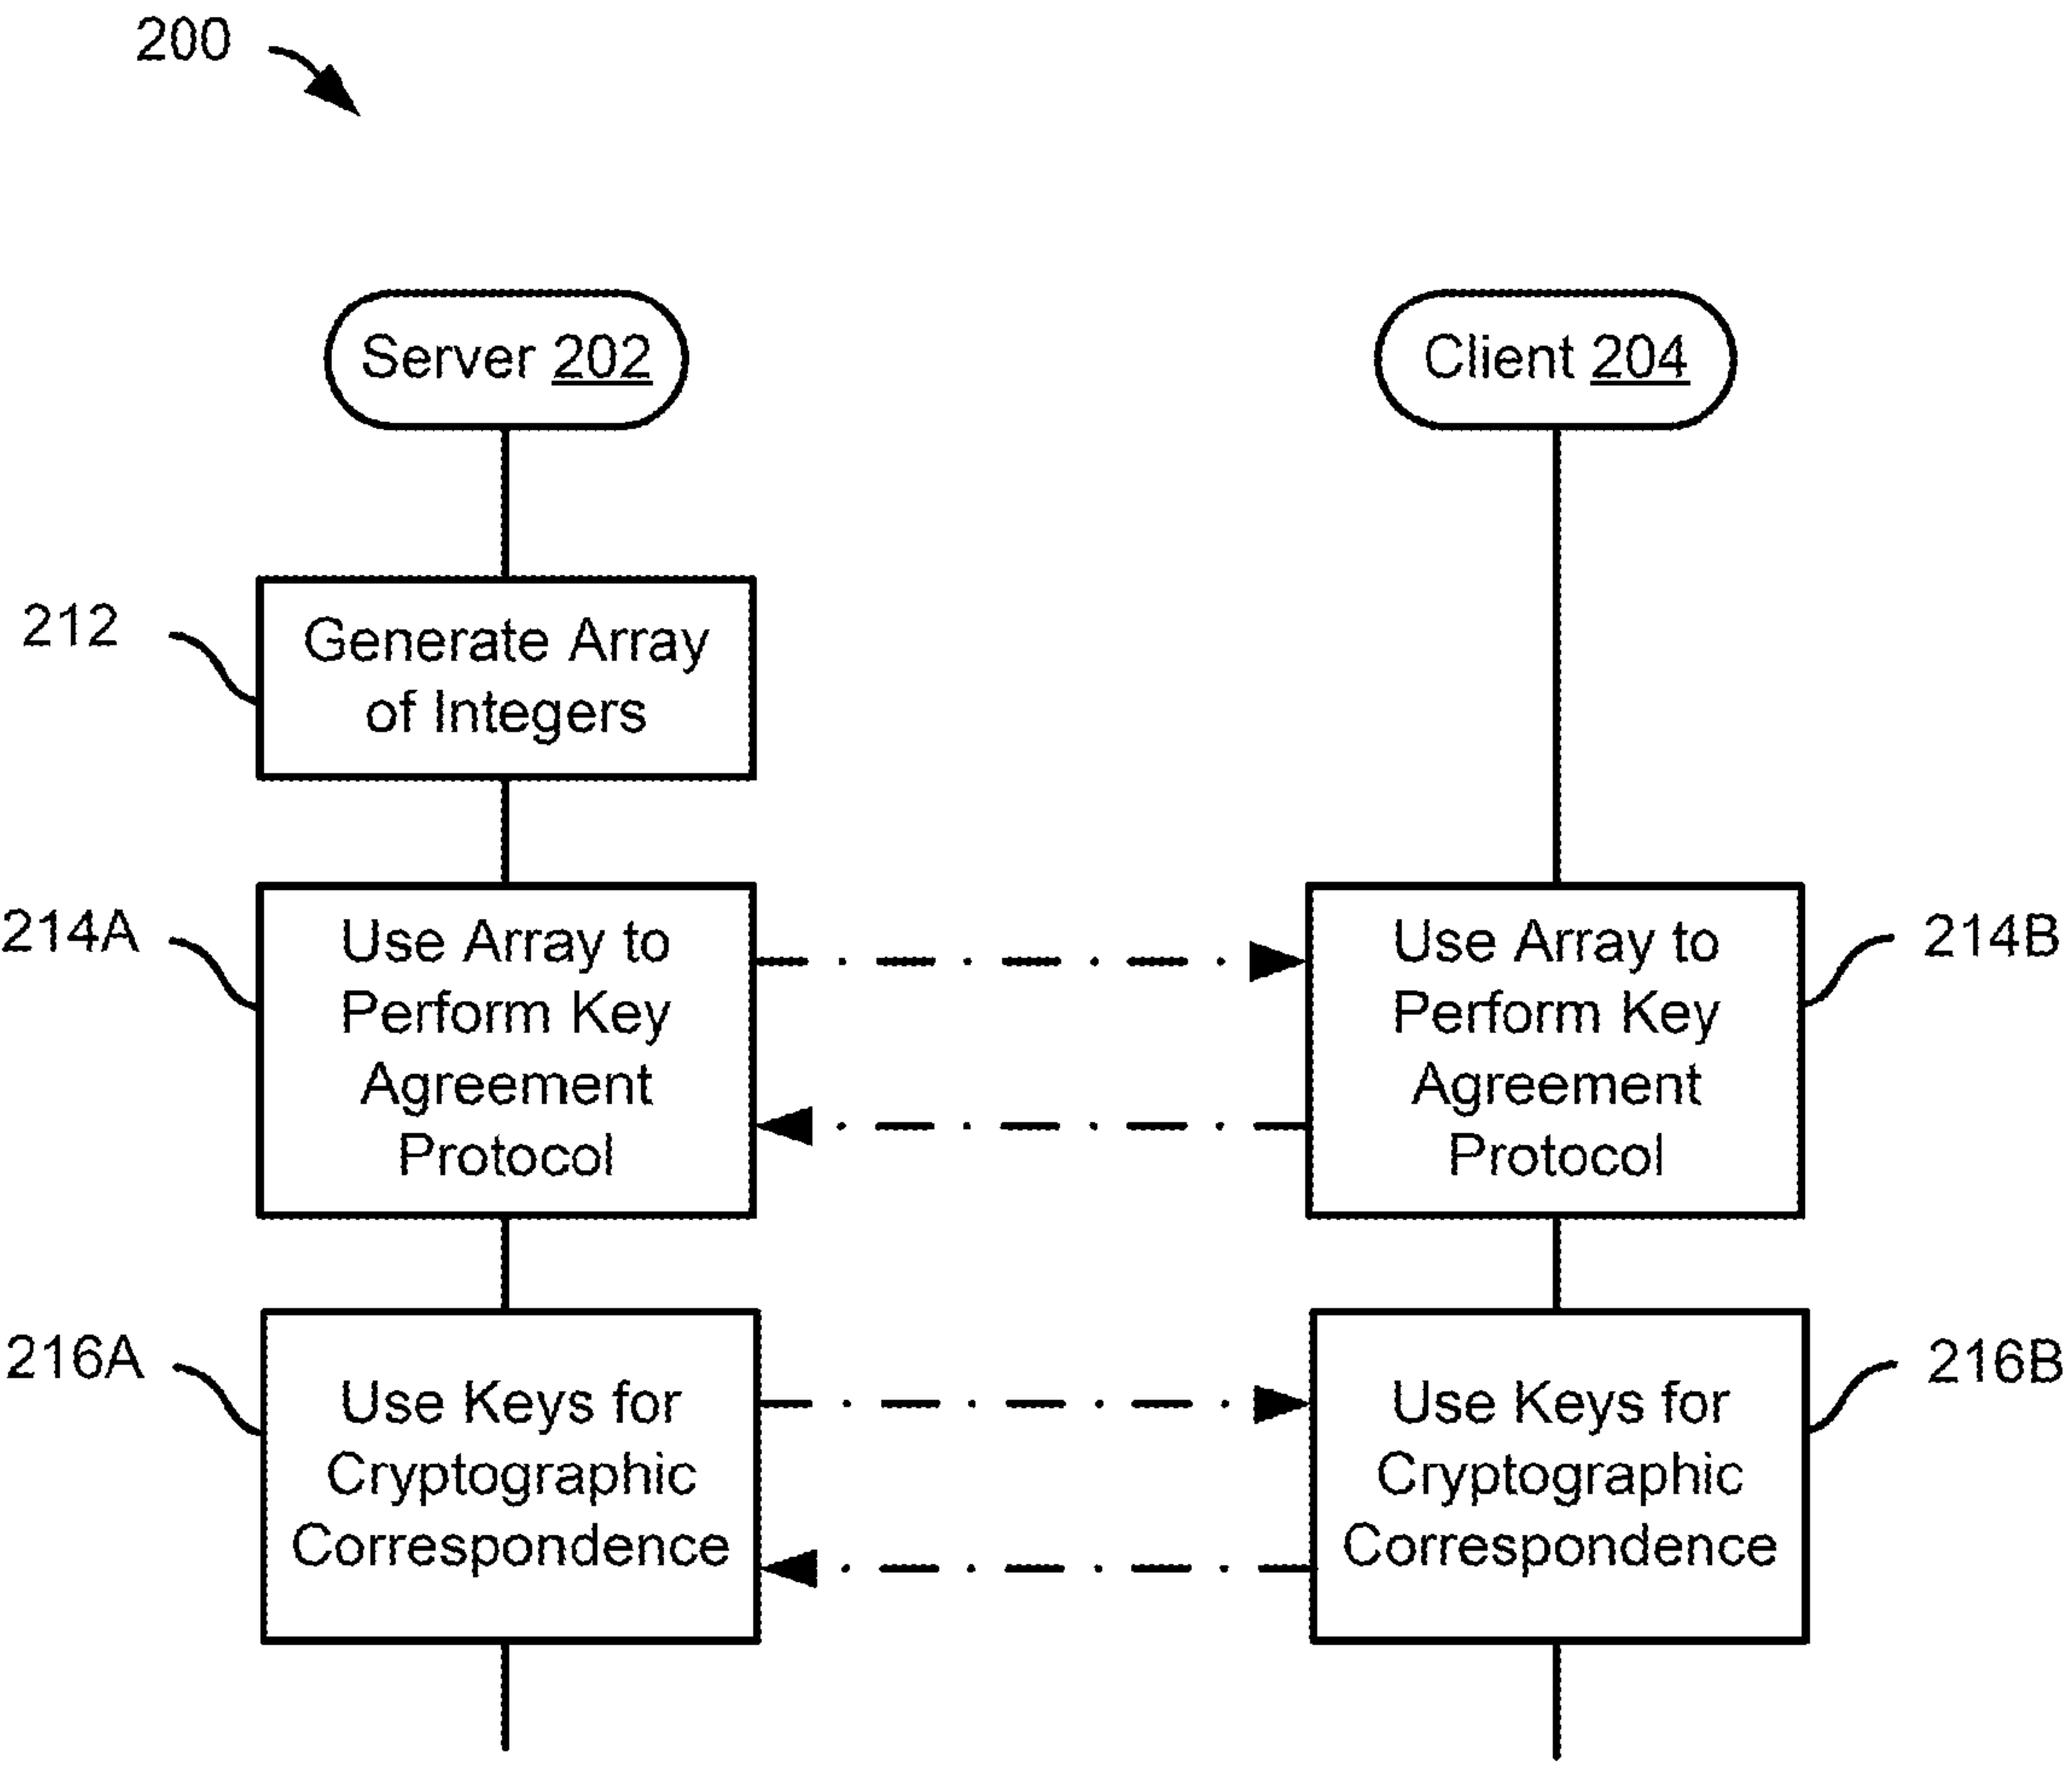 200
Server 202
Client 204
212
Generate Array
of Integers
214A
Use Array to
Perform Key
Agreement
Protocol
Use Array to
Perform Key
Agreement
Protocol
214B
216A
Use Keys for
Cryptographic
Correspondence
Use Keys for
Cryptographic
Correspondence
216B